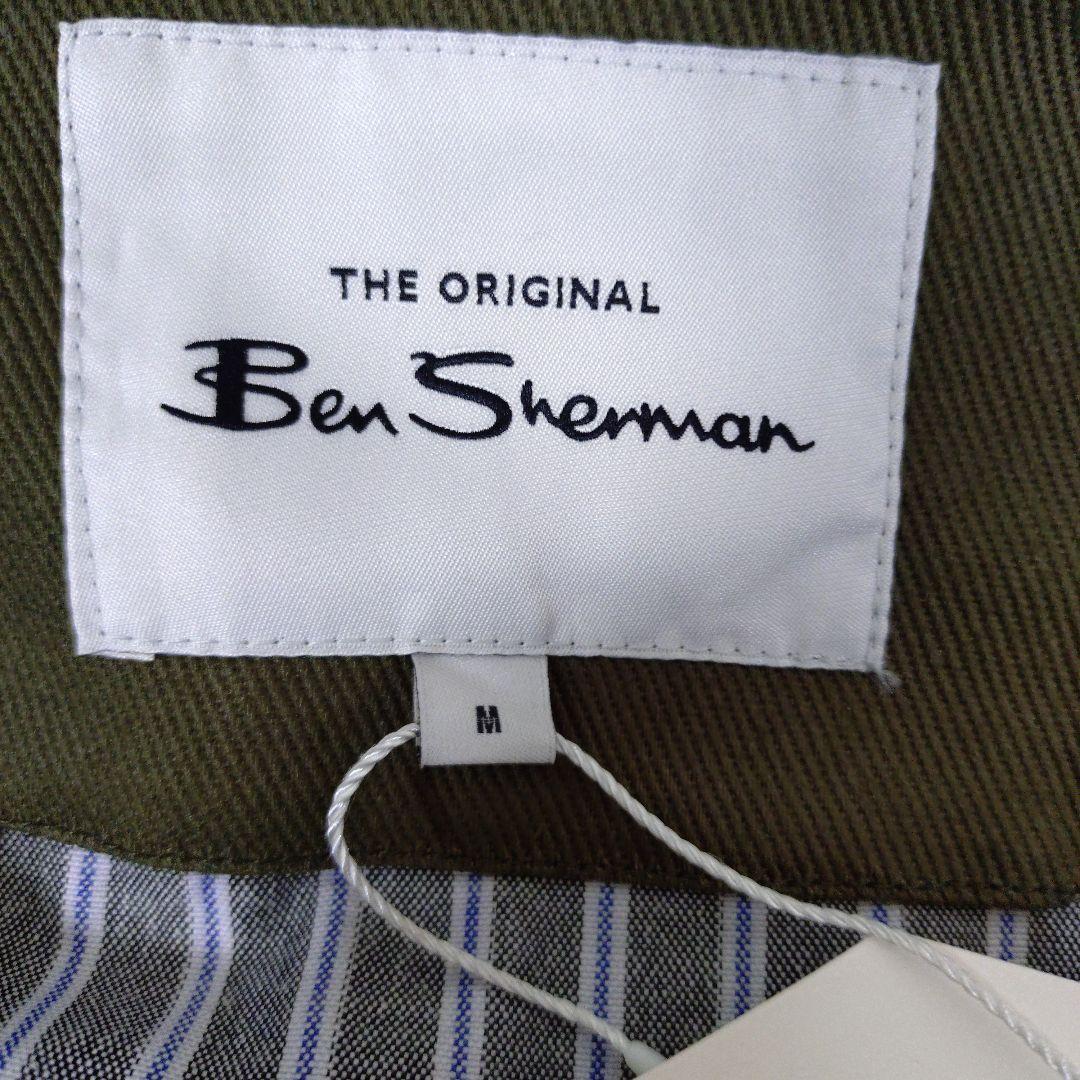 THE ORIGINAL
Ben Sherman
M